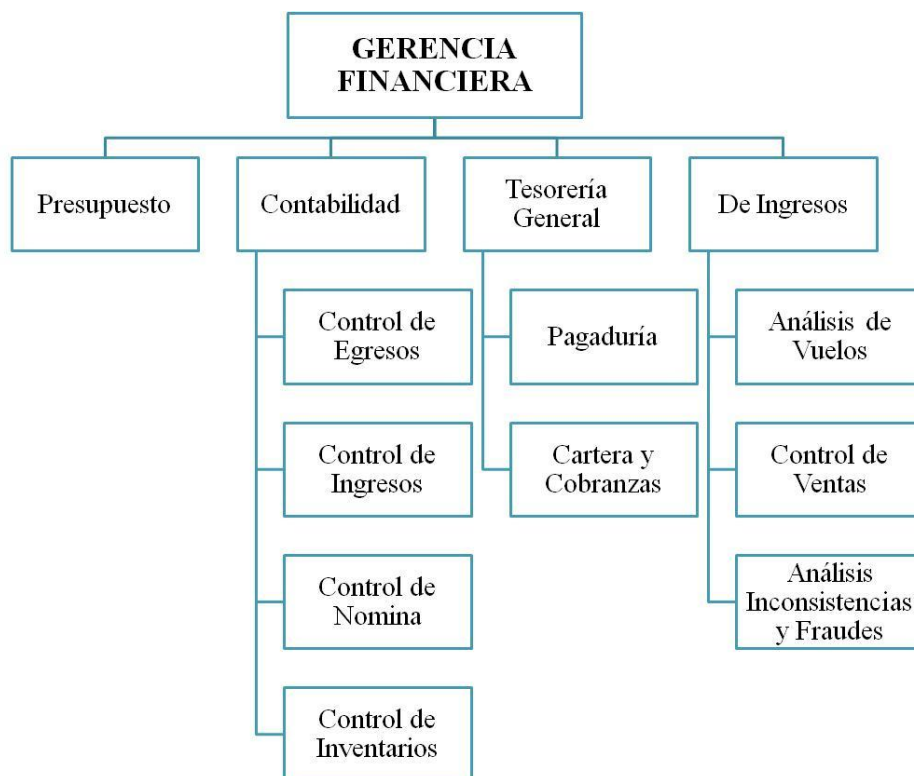 GERENCIA
FINANCIERA
Presupuesto
Contabilidad
Tesorería
General
De Ingresos
Control de
Egresos
Pagaduría
Análisis de
Vuelos
Control de
Ingresos
Cartera y
Cobranzas
Control de
Ventas
Control de
Nomina
Análisis
Inconsistencias
y Fraudes
Control de
Inventarios